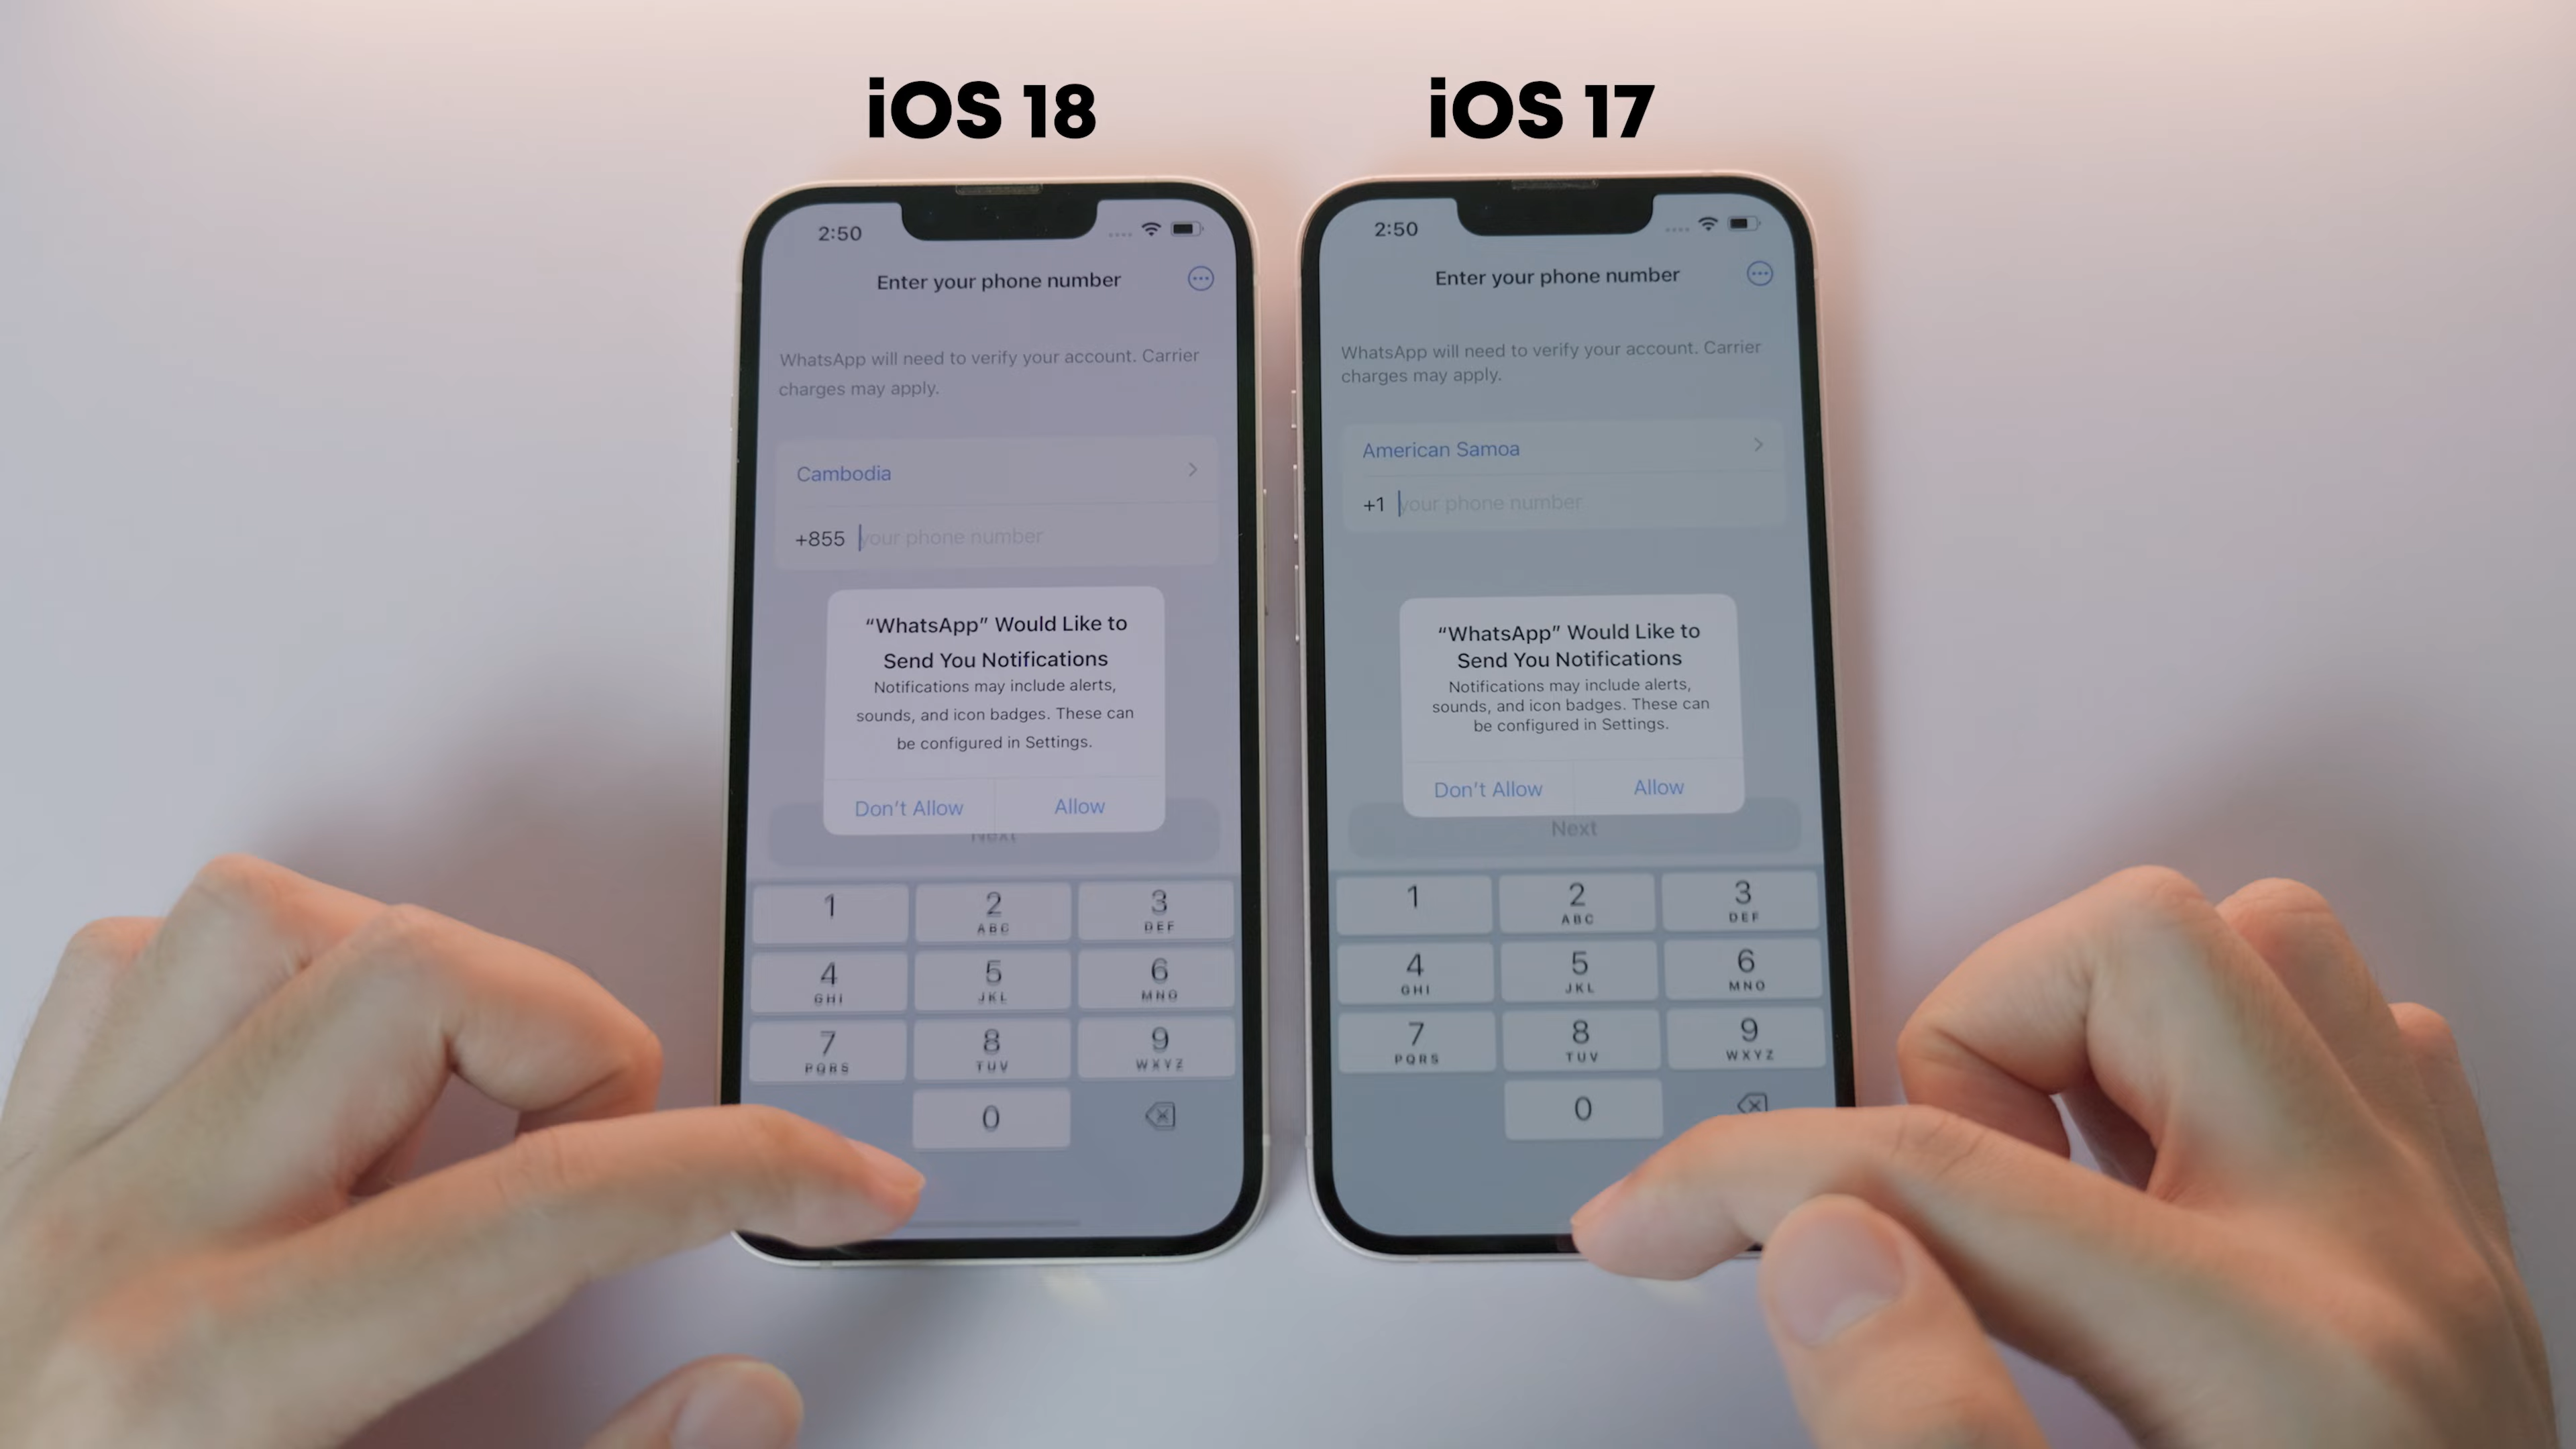 iOS 18
2:50
Enter your phone number
WhatsApp will need to verify your account. Carrier
charges may apply.
Cambodia
+855 your phone number
“WhatsApp” Would Like to
Send You Notifications
Notifications may include alerts,
sounds, and icon badges. These can
be configured in Settings.
Don’t Allow Allow
Next
1 2 3
ABC DEF
4 5 6
GHI JKL MNO
7 8 9
PQRS TUV WXYZ
0
iOS 17
2:50
Enter your phone number
WhatsApp will need to verify your account. Carrier
charges may apply.
American Samoa
+1 your phone number
“WhatsApp” Would Like to
Send You Notifications
Notifications may include alerts,
sounds, and icon badges. These can
be configured in Settings.
Don’t Allow Allow
Next
1 2 3
ABC DEF
4 5 6
GHI JKL MNO
7 8 9
PQRS TUV WXYZ
0